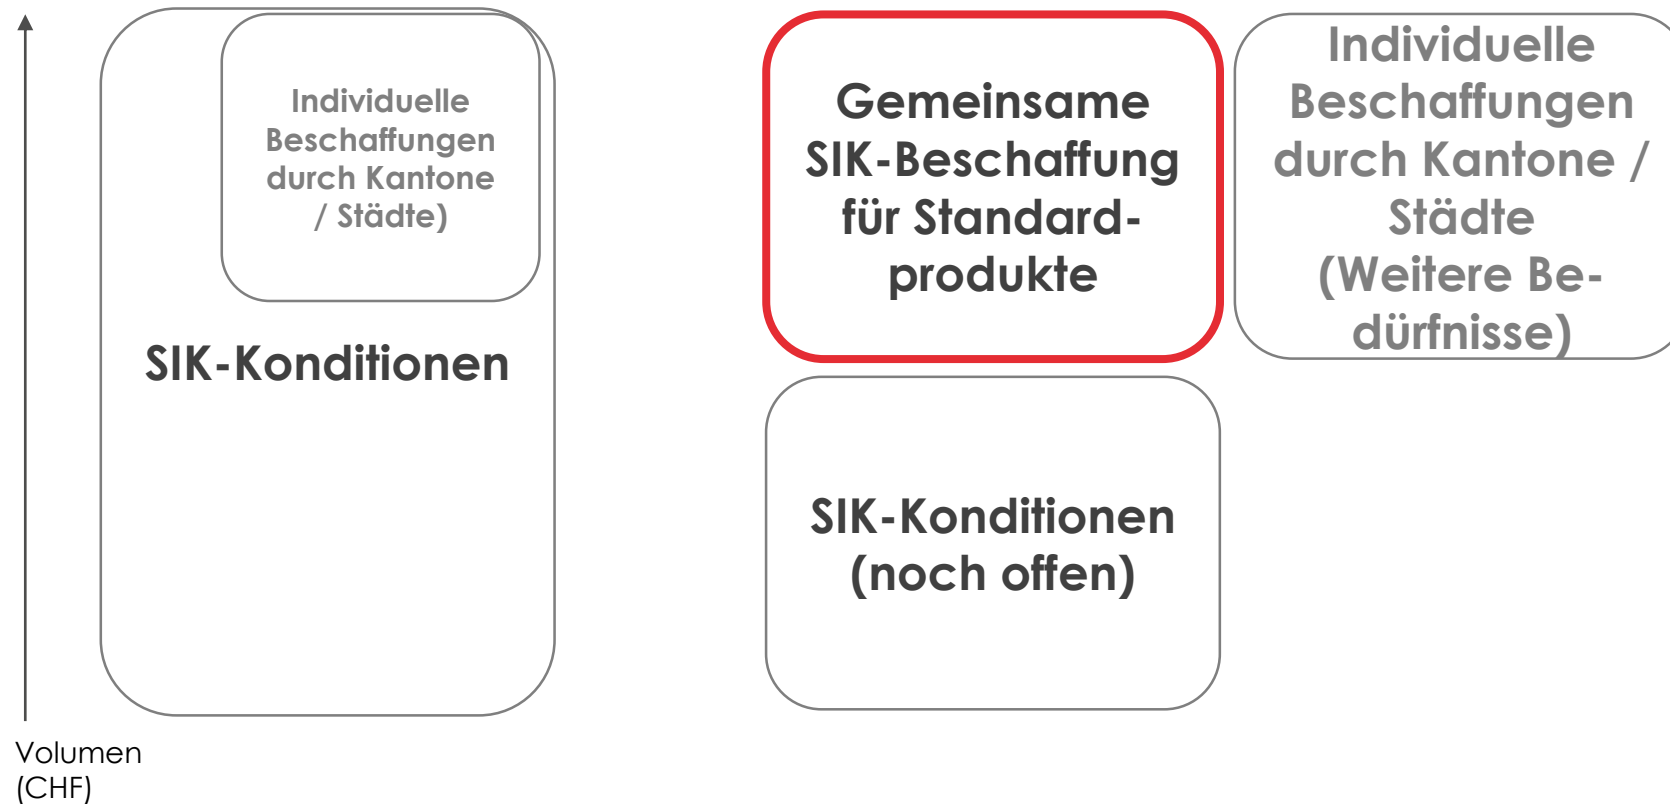 Individuelle
Beschaffungen
durch Kantone
/ Städte)
SIK-Konditionen
Gemeinsame
SIK-Beschaffung
für Standard-
produkte
Individuelle
Beschaffungen
durch Kantone /
Städte
(Weitere Be-
dürfnisse)
SIK-Konditionen
(noch offen)
Volumen
(CHF)